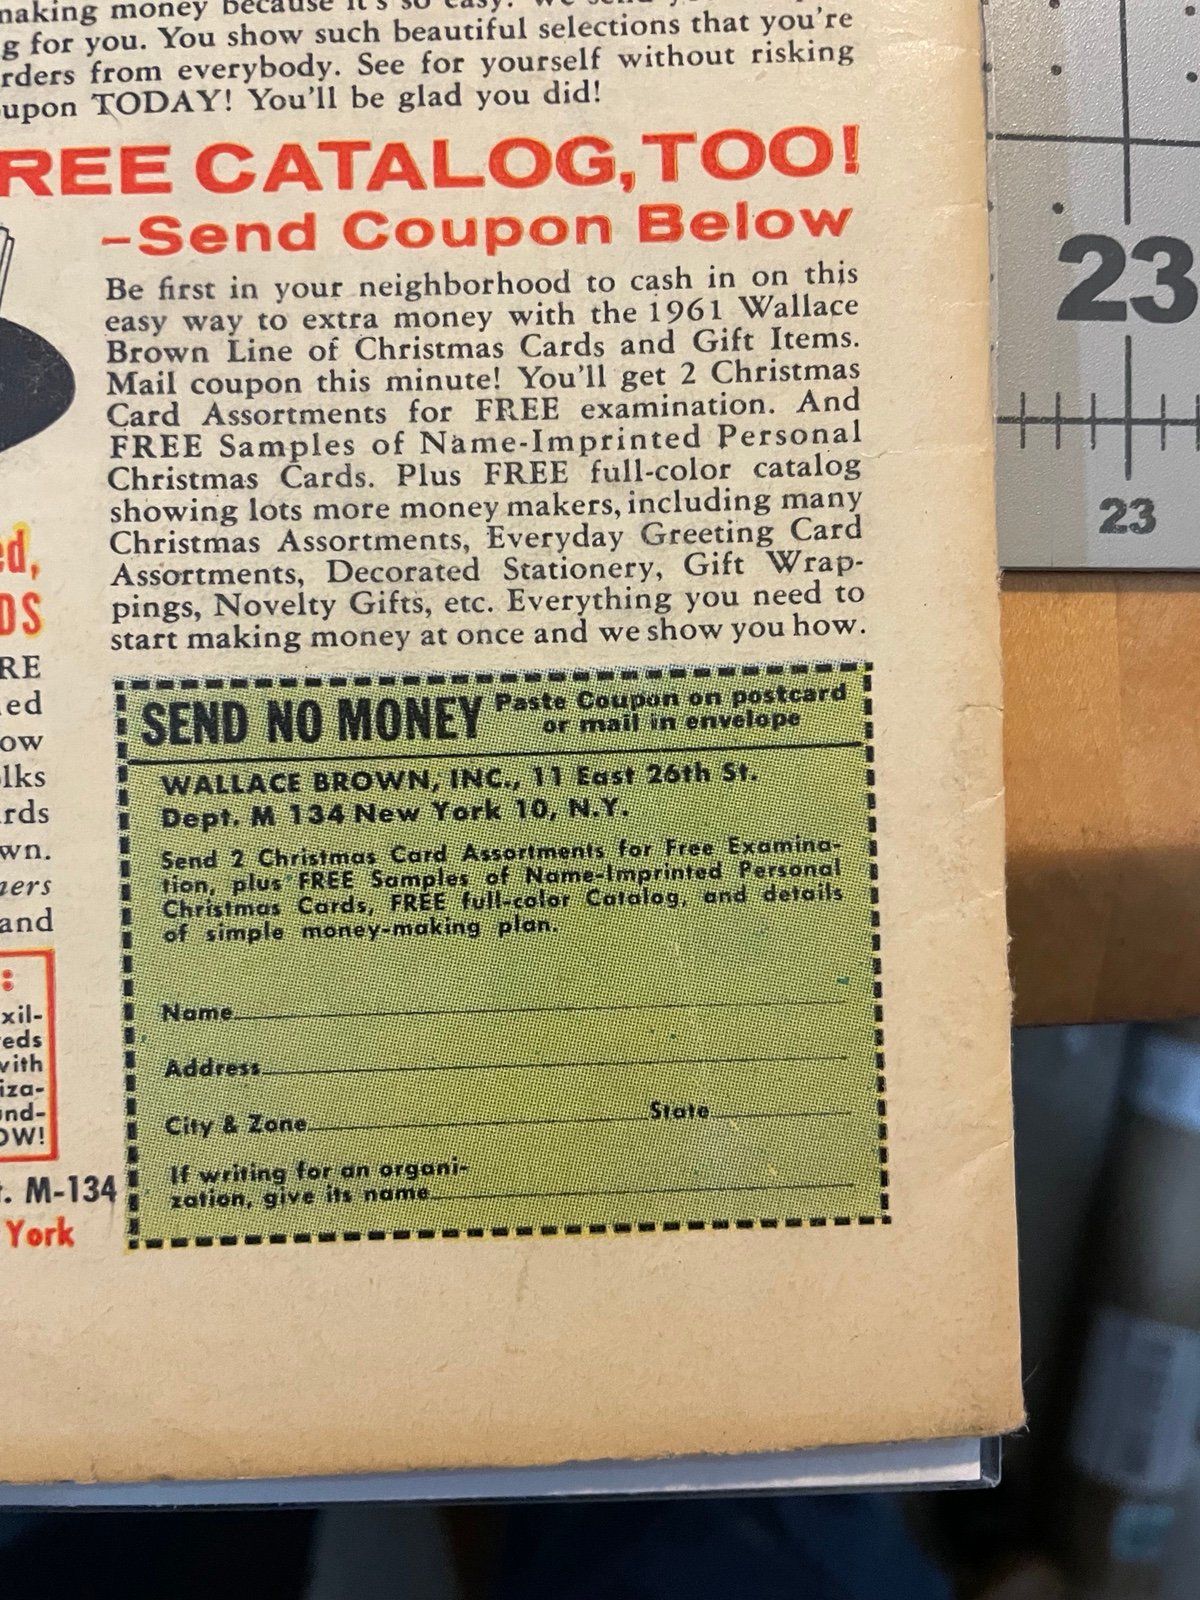 making money because it's so easy.
g for you. You show such beautiful selections that you're
rders from everybody. See for yourself without risking
upon TODAY! You'll be glad you did!
REE CATALOG, TOO!
–Send Coupon Below
Be first in your neighborhood to cash in on this
easy way to extra money with the 1961 Wallace
Brown Line of Christmas Cards and Gift Items.
Mail coupon this minute! You'll get 2 Christmas
Card Assortments for FREE examination. And
FREE Samples of Name-Imprinted Personal
Christmas Cards. Plus FREE full-color catalog
showing lots more money makers, including many
Christmas Assortments, Everyday Greeting Card
Assortments, Decorated Stationery, Gift Wrap-
pings, Novelty Gifts, etc. Everything you need to
start making money at once and we show you how.
ed,
DS
RE
ed
ow
lks
rds
wn.
ners
and
:
xil-
eds
with
iza-
und-
OW!
. M-134
York
SEND NO MONEY Paste Coupon on postcard
or mail in envelope
WALLACE BROWN, INC., 11 East 26th St.
Dept. M 134 New York 10, N.Y.
Send 2 Christmas Card Assortments for Free Examina-
tion, plus FREE Samples of Name-Imprinted Personal
Christmas Cards, FREE full-color Catalog, and details
of simple money-making plan.
Name
Address
City & Zone State
If writing for an organi-
zation, give its name
23
23